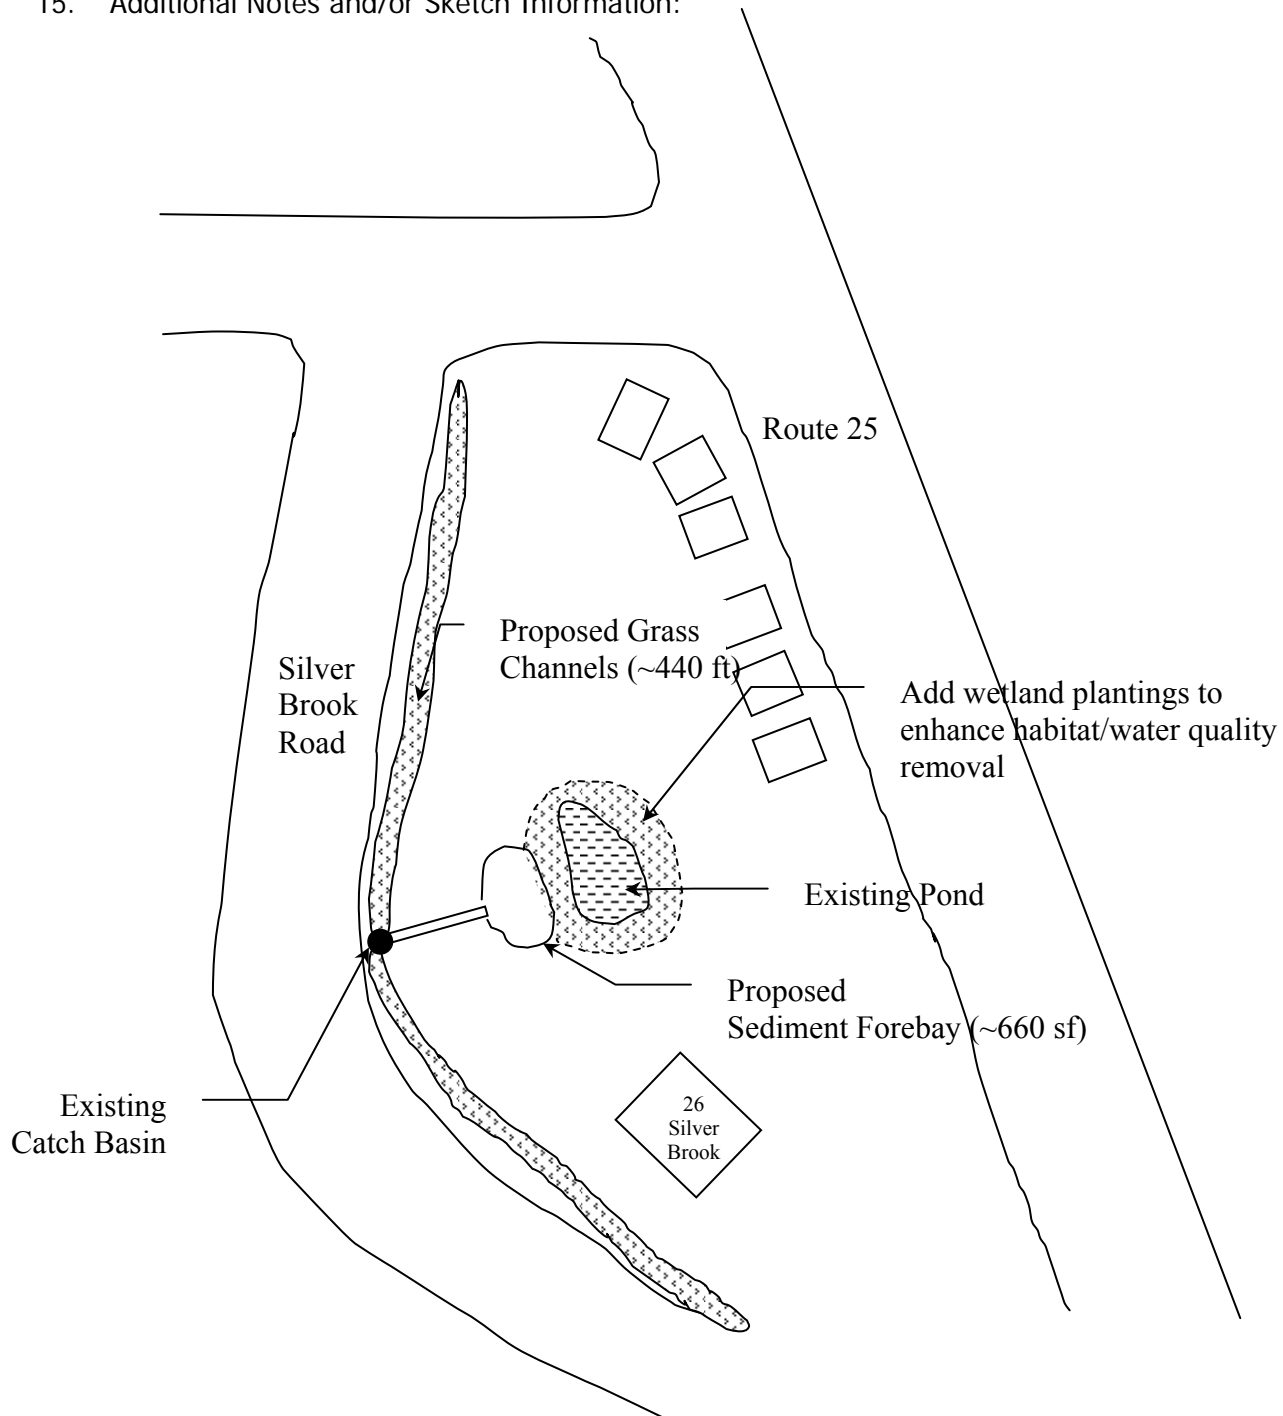 15. Additional Notes and/or Sketch Information:
Route 25
Proposed Grass
Channels (~440 ft)
Silver
Brook
Road
Add wetland plantings to
enhance habitat/water quality
removal
Existing Pond
Proposed
Sediment Forebay (~660 sf)
Existing
Catch Basin
26
Silver
Brook